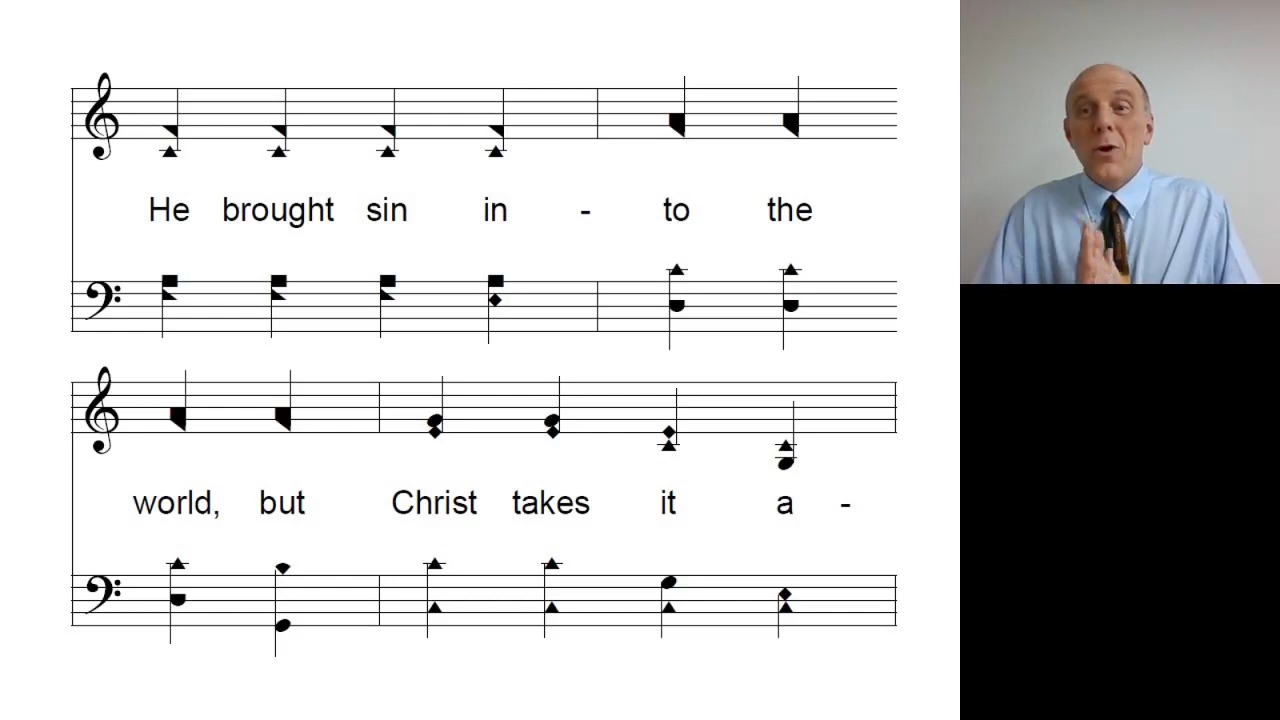 He brought sin in - to the
world, but Christ takes it a -